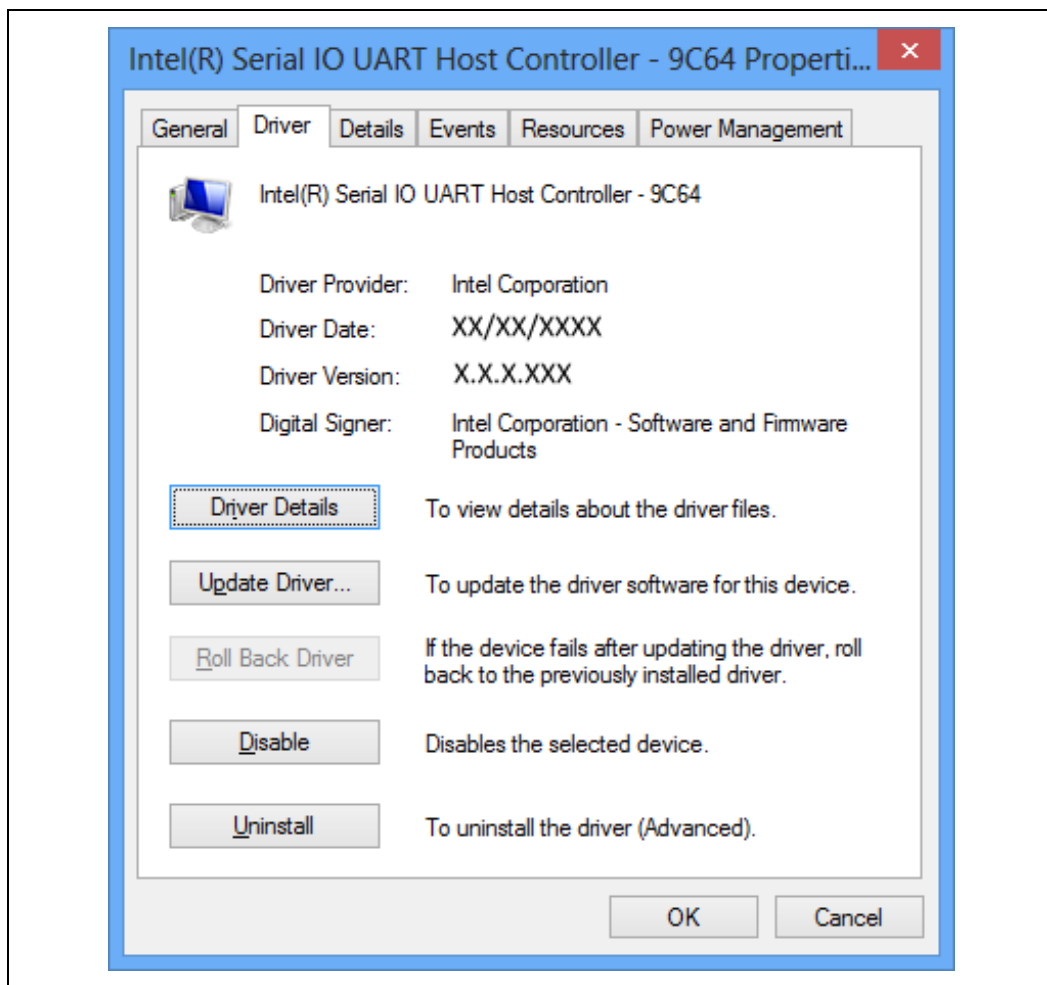 Intel(R) Serial IO UART Host Controller - 9C64 Properti...
General Driver Details Events Resources Power Management
Intel(R) Serial IO UART Host Controller - 9C64
Driver Provider: Intel Corporation
Driver Date: XX/XX/XXXX
Driver Version: X.X.X.XXX
Digital Signer: Intel Corporation - Software and Firmware
Products
Driver Details To view details about the driver files.
Update Driver... To update the driver software for this device.
Roll Back Driver If the device fails after updating the driver, roll
back to the previously installed driver.
Disable Disables the selected device.
Uninstall To uninstall the driver (Advanced).
OK Cancel